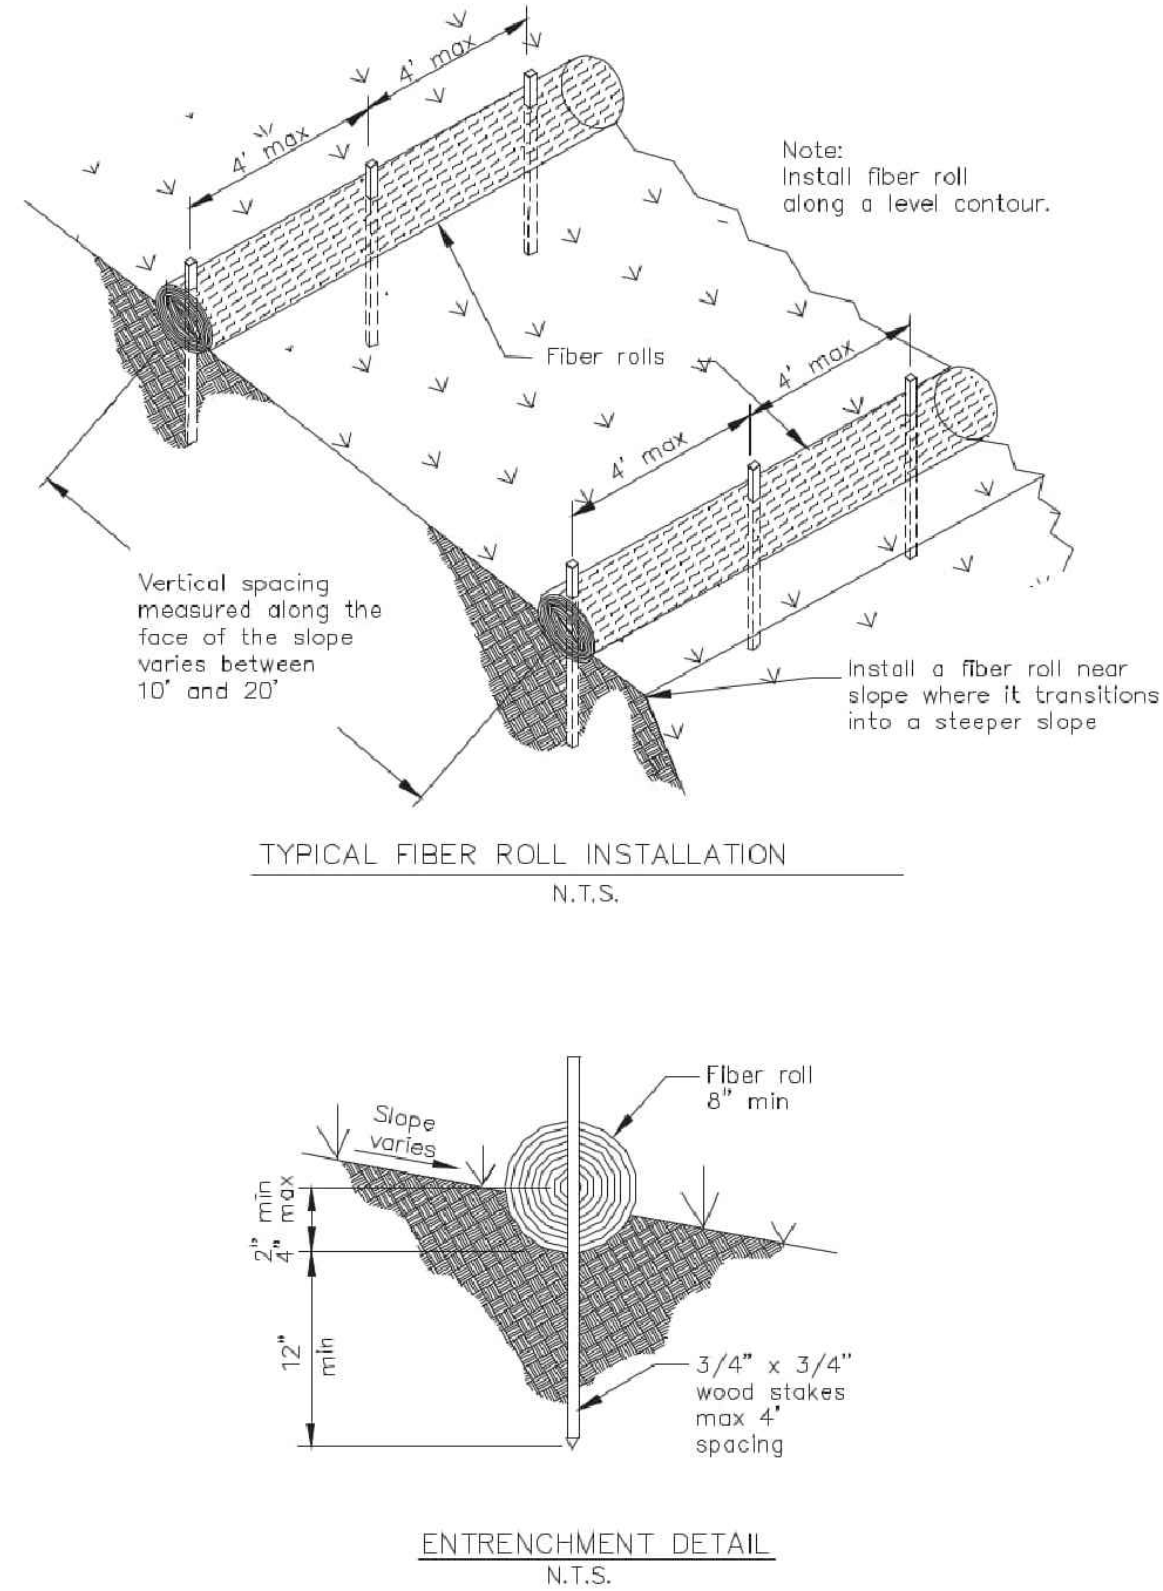 4' max
4' max
Note:
Install fiber roll
along a level contour.
Fiber rolls
4' max
4' max
Vertical spacing
measured along the
face of the slope
varies between
10' and 20'
Install a fiber roll near
slope where it transitions
into a steeper slope
TYPICAL FIBER ROLL INSTALLATION
N.T.S.
Fiber roll
8" min
Slope
varies
2" min
4" max
12"
min
3/4" x 3/4"
wood stakes
max 4'
spacing
ENTRENCHMENT DETAIL
N.T.S.